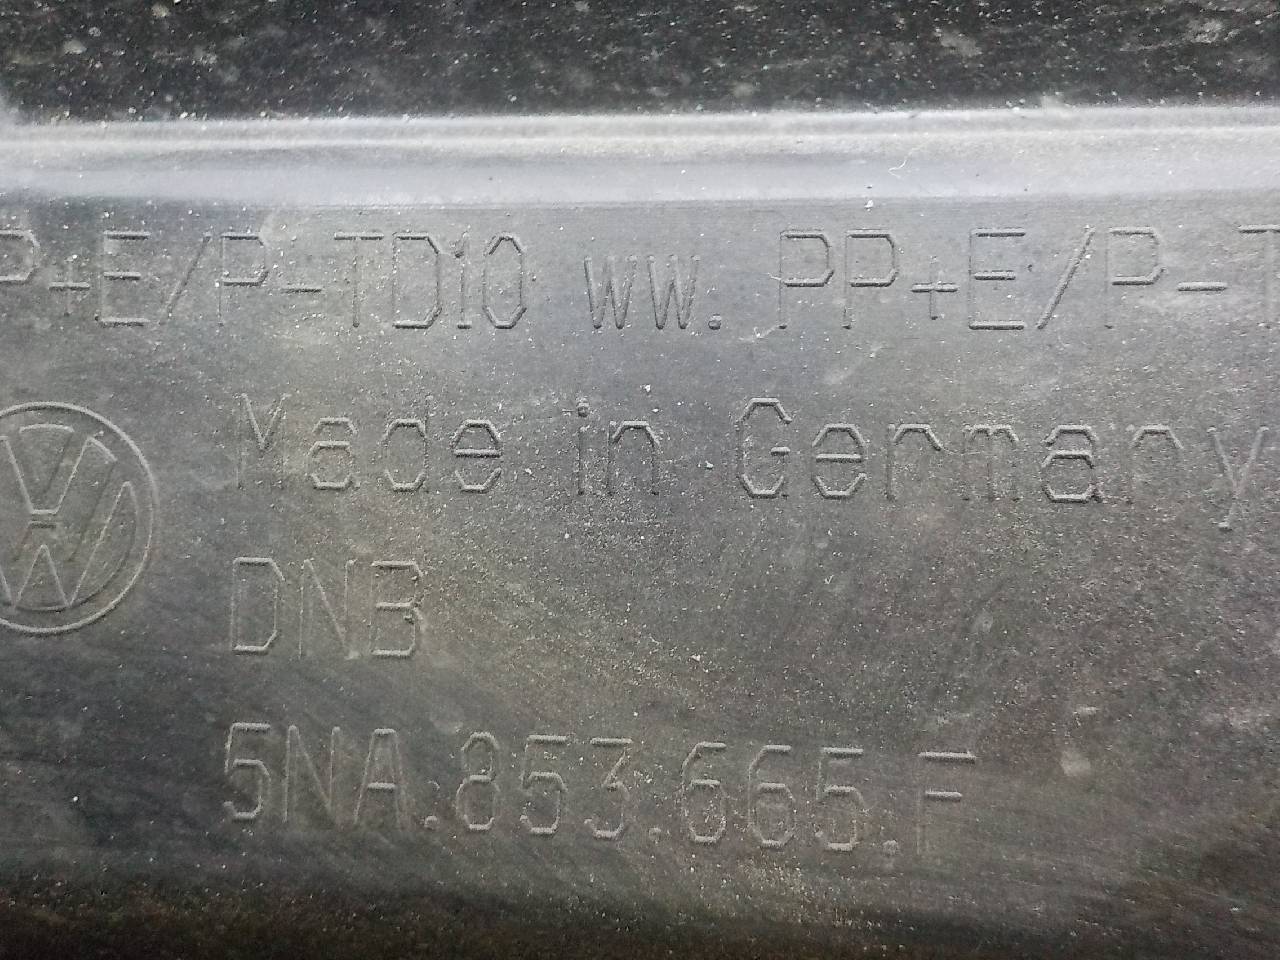 P+E/P-TD10 WW. PP+E/P-T
Made in Germany
DNB
5NA.853.665.F